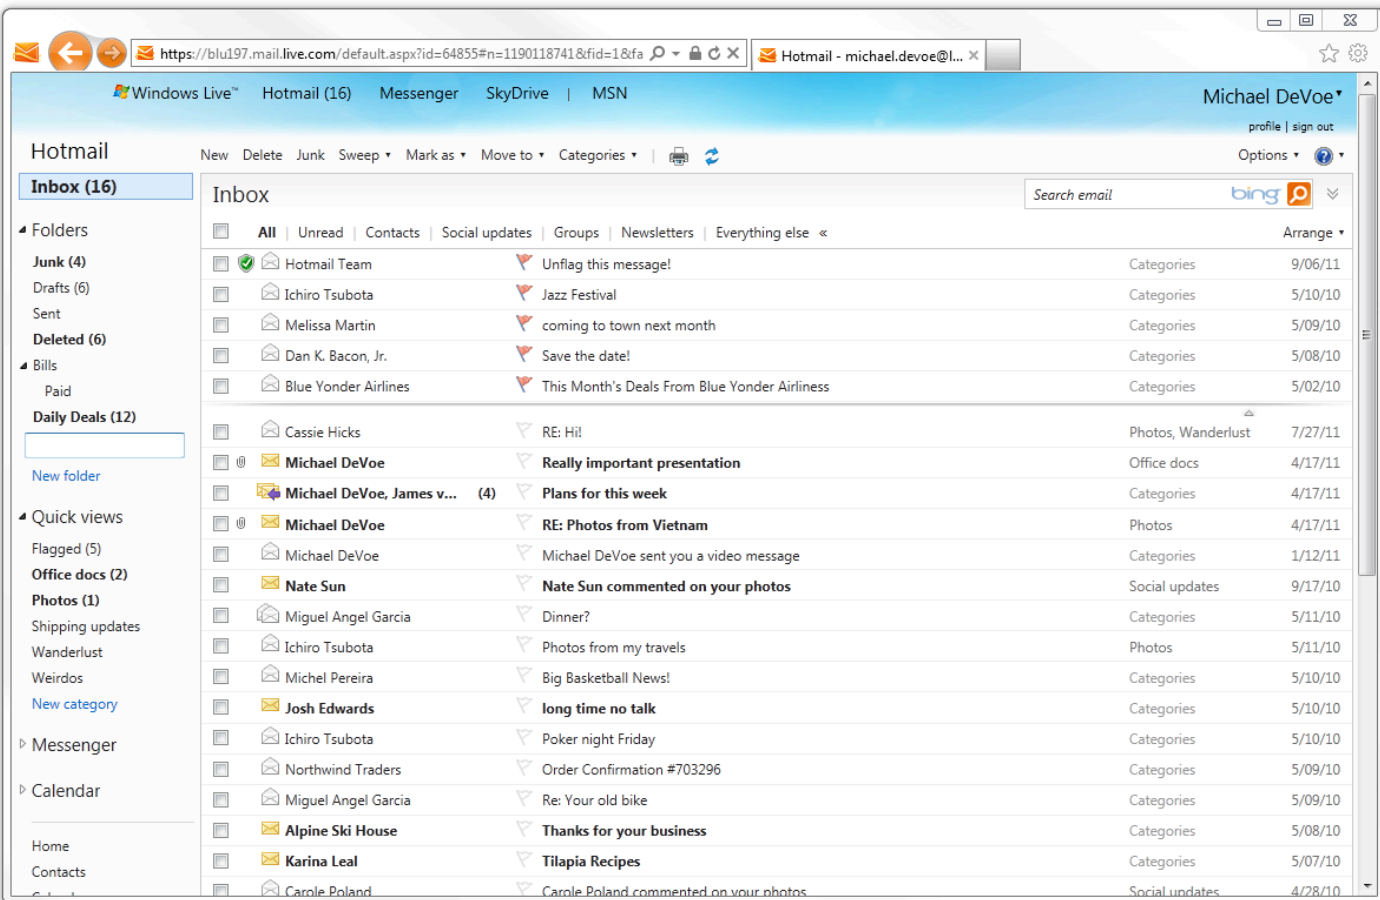 https://blu197.mail.live.com/default.aspx?id=64855#n=1190118741&fid=1&fa
Hotmail - michael.devoe@l...
Windows Live™ Hotmail (16) Messenger SkyDrive | MSN
Michael DeVoe
profile | sign out
Hotmail
New Delete Junk Sweep Mark as Move to Categories |
Options
Inbox (16)
Inbox
Search email bing
Folders
All | Unread | Contacts | Social updates | Groups | Newsletters | Everything else «
Arrange
Junk (4)
Drafts (6)
Sent
Deleted (6)
Bills
Paid
Daily Deals (12)
New folder
Quick views
Flagged (5)
Office docs (2)
Photos (1)
Shipping updates
Wanderlust
Weirdos
New category
Messenger
Calendar
Home
Contacts
Hotmail Team Unflag this message! Categories 9/06/11
Ichiro Tsubota Jazz Festival Categories 5/10/10
Melissa Martin coming to town next month Categories 5/09/10
Dan K. Bacon, Jr. Save the date! Categories 5/08/10
Blue Yonder Airlines This Month's Deals From Blue Yonder Airliness Categories 5/02/10
Cassie Hicks RE: Hi! Photos, Wanderlust 7/27/11
Michael DeVoe Really important presentation Office docs 4/17/11
Michael DeVoe, James v... (4) Plans for this week Categories 4/17/11
Michael DeVoe RE: Photos from Vietnam Photos 4/17/11
Michael DeVoe Michael DeVoe sent you a video message Categories 1/12/11
Nate Sun Nate Sun commented on your photos Social updates 9/17/10
Miguel Angel Garcia Dinner? Categories 5/11/10
Ichiro Tsubota Photos from my travels Photos 5/11/10
Michel Pereira Big Basketball News! Categories 5/10/10
Josh Edwards long time no talk Categories 5/10/10
Ichiro Tsubota Poker night Friday Categories 5/10/10
Northwind Traders Order Confirmation #703296 Categories 5/09/10
Miguel Angel Garcia Re: Your old bike Categories 5/09/10
Alpine Ski House Thanks for your business Categories 5/08/10
Karina Leal Tilapia Recipes Categories 5/07/10
Carole Poland Carole Poland commented on your photos Social updates 4/28/10